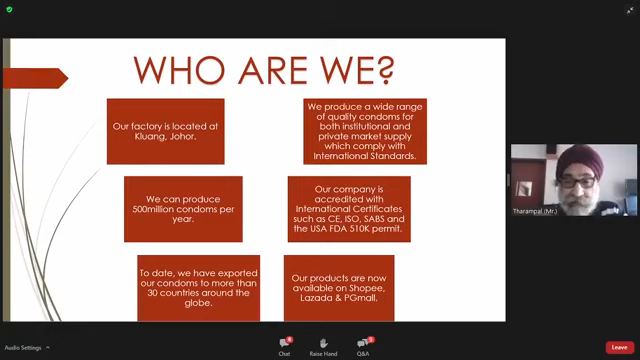 WHO ARE WE?
Our factory is located at
Kluang, Johor.
We produce a wide range
of quality condoms for
both institutional and
private market supply
which comply with
International Standards.
We can produce
500million condoms per
year.
Our company is
accredited with
International Certificates
such as CE, ISO, SABS and
the USA FDA 510K permit.
To date, we have exported
our condoms to more than
30 countries around the
globe.
Our products are now
available on Shopee,
Lazada & PGmall.
Tharampal (Mr.)
Audio Settings
Chat
Raise Hand
Q&A
Leave